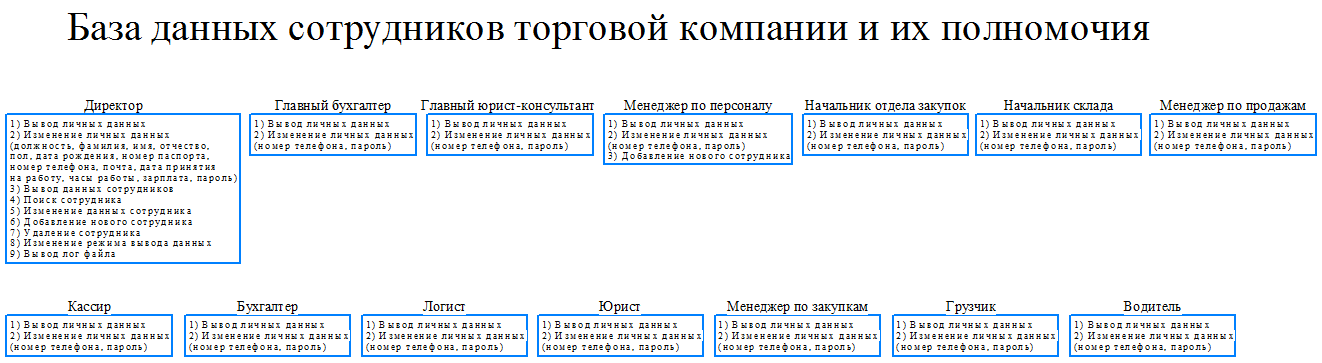 База данных сотрудников торговой компании и их полномочия
Директор
1) Вывод личных данных
2) Изменение личных данных
(должность, фамилия, имя, отчество,
пол, дата рождения, номер паспорта,
номер телефона, почта, дата принятия
на работу, часы работы, зарплата, пароль)
3) Вывод данных сотрудников
4) Поиск сотрудника
5) Изменение данных сотрудника
6) Добавление нового сотрудника
7) Удаление сотрудника
8) Изменение режима вывода данных
9) Вывод лог файла
Главный бухгалтер
1) Вывод личных данных
2) Изменение личных данных
(номер телефона, пароль)
Главный юрист-консультант
1) Вывод личных данных
2) Изменение личных данных
(номер телефона, пароль)
Менеджер по персоналу
1) Вывод личных данных
2) Изменение личных данных
(номер телефона, пароль)
3) Добавление нового сотрудника
Начальник отдела закупок
1) Вывод личных данных
2) Изменение личных данных
(номер телефона, пароль)
Начальник склада
1) Вывод личных данных
2) Изменение личных данных
(номер телефона, пароль)
Менеджер по продажам
1) Вывод личных данных
2) Изменение личных данных
(номер телефона, пароль)
Кассир
1) Вывод личных данных
2) Изменение личных данных
(номер телефона, пароль)
Бухгалтер
1) Вывод личных данных
2) Изменение личных данных
(номер телефона, пароль)
Логист
1) Вывод личных данных
2) Изменение личных данных
(номер телефона, пароль)
Юрист
1) Вывод личных данных
2) Изменение личных данных
(номер телефона, пароль)
Менеджер по закупкам
1) Вывод личных данных
2) Изменение личных данных
(номер телефона, пароль)
Грузчик
1) Вывод личных данных
2) Изменение личных данных
(номер телефона, пароль)
Водитель
1) Вывод личных данных
2) Изменение личных данных
(номер телефона, пароль)